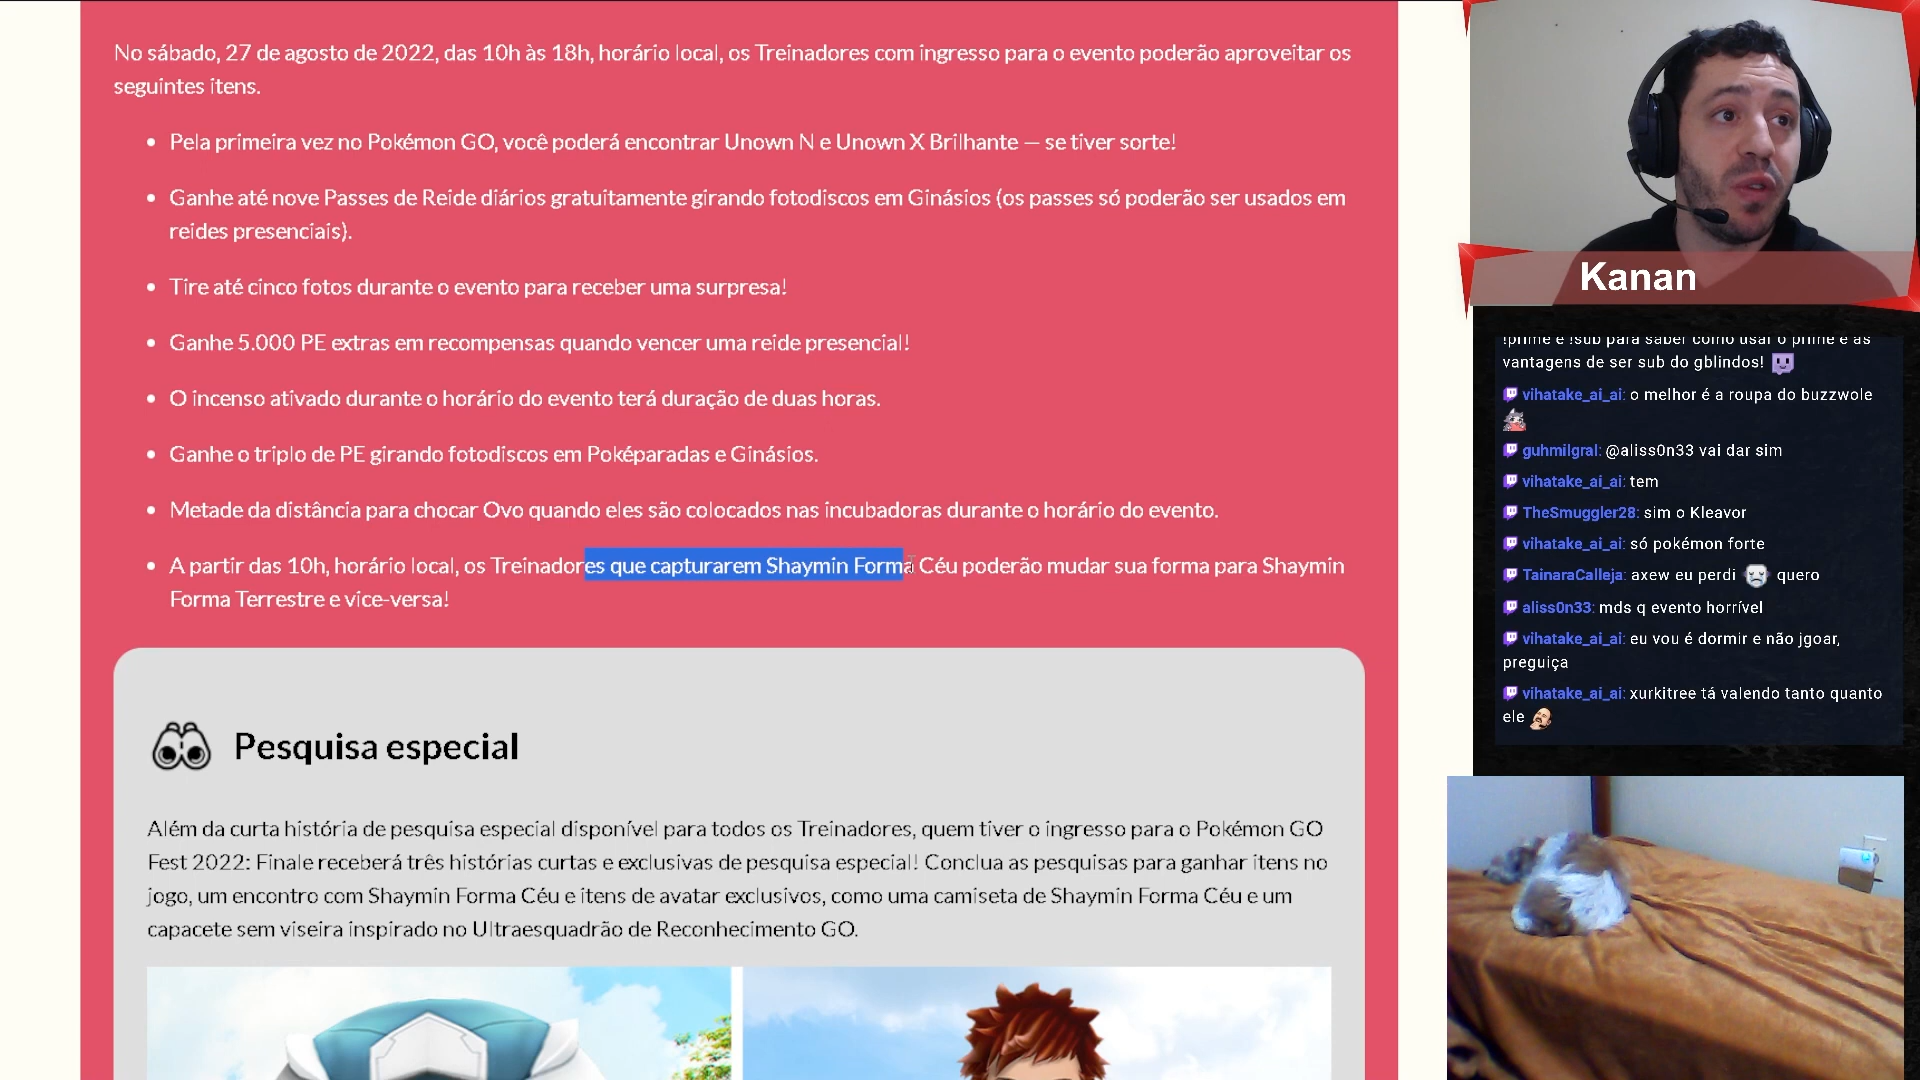 No sábado, 27 de agosto de 2022, das 10h às 18h, horário local, os Treinadores com ingresso para o evento poderão aproveitar os
seguintes itens.
• Pela primeira vez no Pokémon GO, você poderá encontrar Unown N e Unown X Brilhante — se tiver sorte!
• Ganhe até nove Passes de Reide diários gratuitamente girando fotodiscos em Ginásios (os passes só poderão ser usados em
reides presenciais).
• Tire até cinco fotos durante o evento para receber uma surpresa!
• Ganhe 5.000 PE extras em recompensas quando vencer uma reide presencial!
• O incenso ativado durante o horário do evento terá duração de duas horas.
• Ganhe o triplo de PE girando fotodiscos em Poképaradas e Ginásios.
• Metade da distância para chocar Ovo quando eles são colocados nas incubadoras durante o horário do evento.
• A partir das 10h, horário local, os Treinadores que capturarem Shaymin Forma Céu poderão mudar sua forma para Shaymin
Forma Terrestre e vice-versa!
Pesquisa especial
Além da curta história de pesquisa especial disponível para todos os Treinadores, quem tiver o ingresso para o Pokémon GO
Fest 2022: Finale receberá três histórias curtas e exclusivas de pesquisa especial! Conclua as pesquisas para ganhar itens no
jogo, um encontro com Shaymin Forma Céu e itens de avatar exclusivos, como uma camiseta de Shaymin Forma Céu e um
capacete sem viseira inspirado no Ultraesquadrão de Reconhecimento GO.
Kanan
!prime e !sub para saber como usar o prime e as
vantagens de ser sub do gblindos!
vihatake_ai_ai: o melhor é a roupa do buzzwole
guhmilgral: @aliss0n33 vai dar sim
vihatake_ai_ai: tem
TheSmuggler28: sim o Kleavor
vihatake_ai_ai: só pokémon forte
TainaraCalleja: axew eu perdi quero
aliss0n33: mds q evento horrível
vihatake_ai_ai: eu vou é dormir e não jgoar,
preguiça
vihatake_ai_ai: xurkitree tá valendo tanto quanto
ele